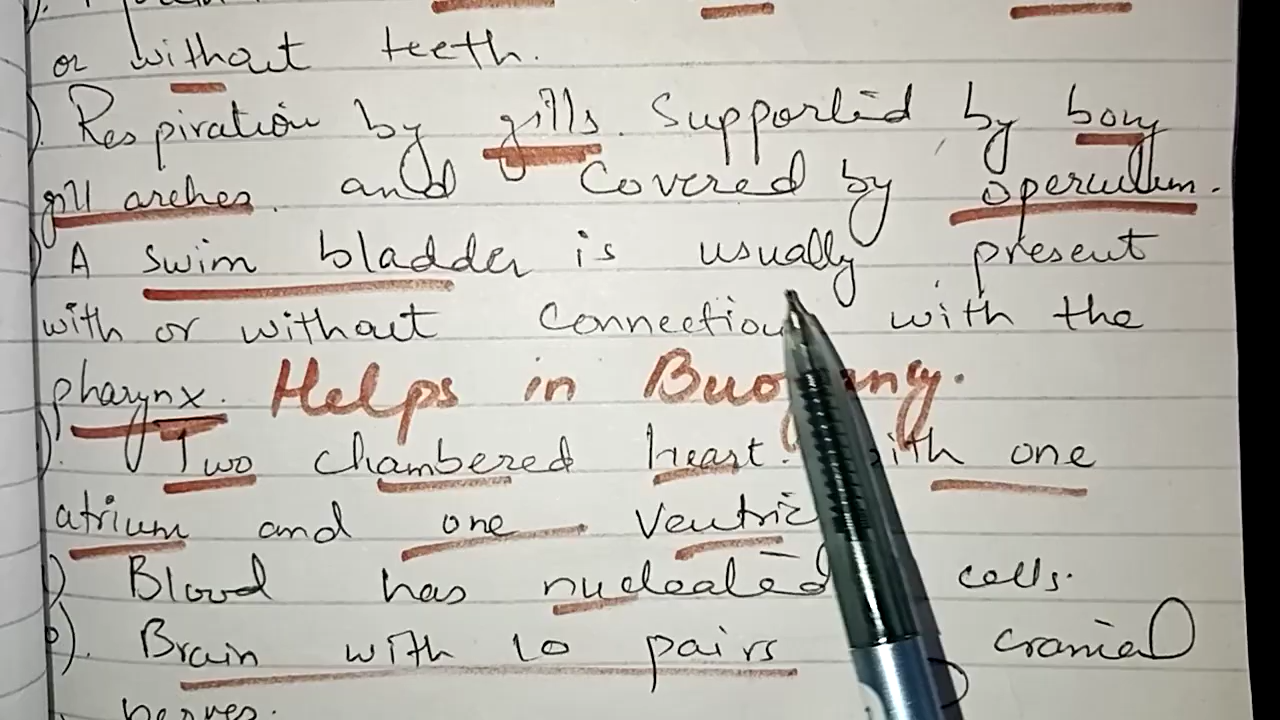 or without teeth.
). Respiration by gills. Supported by bony
gill arches. and Covered by operculum.
) A swim bladder is usually present
with or without Connection with the
pharynx. Helps in
). Two chambered heart. with one
atrium and one
) Blood has nucleated cells.
). Brain with 10 pairs cranial
nerves.